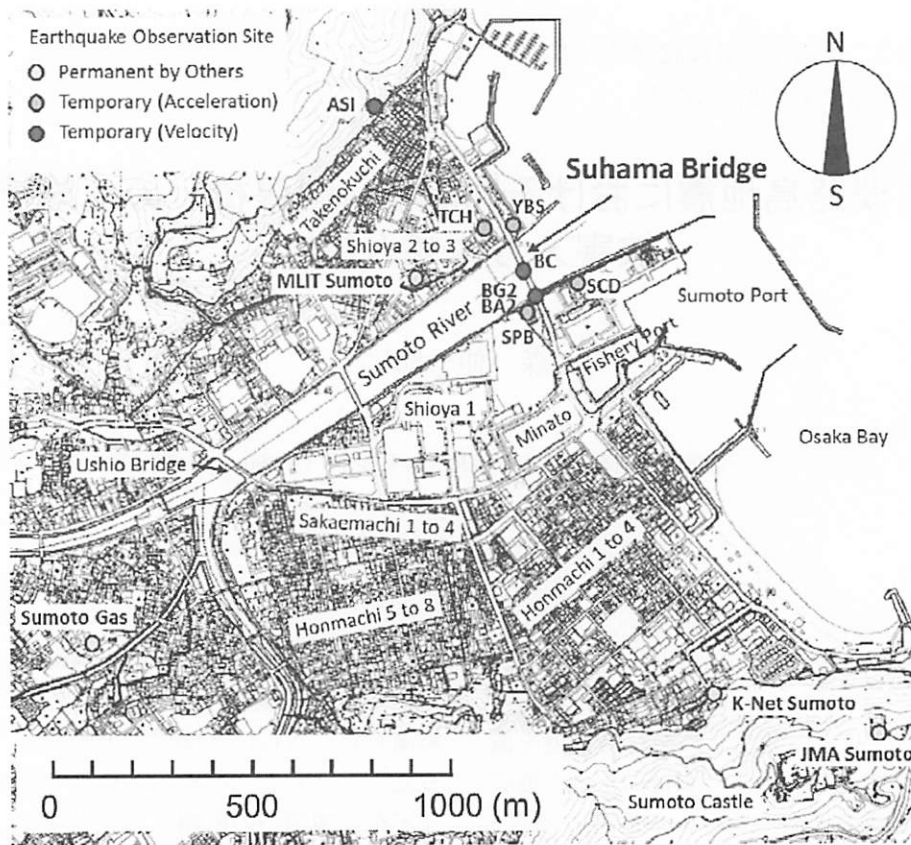 Earthquake Observation Site
Permanent by Others
Temporary (Acceleration)
Temporary (Velocity)
N
S
ASI
Takenokuchi
Suhama Bridge
TCH
YBS
Shioya 2 to 3
BC
MLIT Sumoto
BG2
BA2
SCD
Sumoto Port
SPB
Sumoto River
Fishery Port
Shioya 1
Minato
Osaka Bay
Ushio Bridge
Sakaemachi 1 to 4
Honmachi 1 to 4
Sumoto Gas
Honmachi 5 to 8
K-Net Sumoto
JMA Sumoto
Sumoto Castle
0 500 1000 (m)